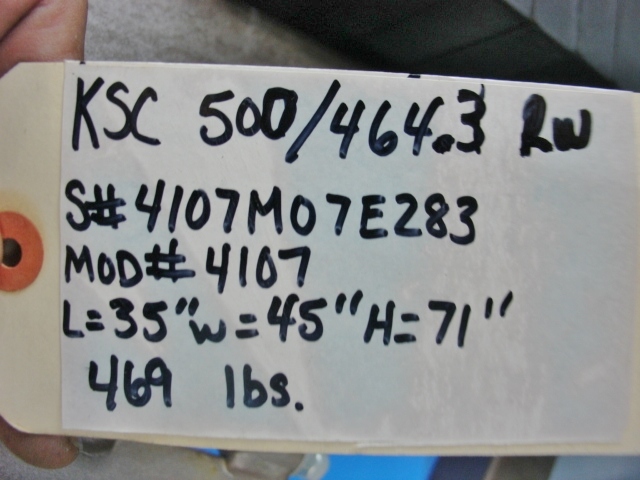 KSC 500/464.3 RW
S# 4107M07E283
MOD# 4107
L=35" W=45" H=71"
469 lbs.